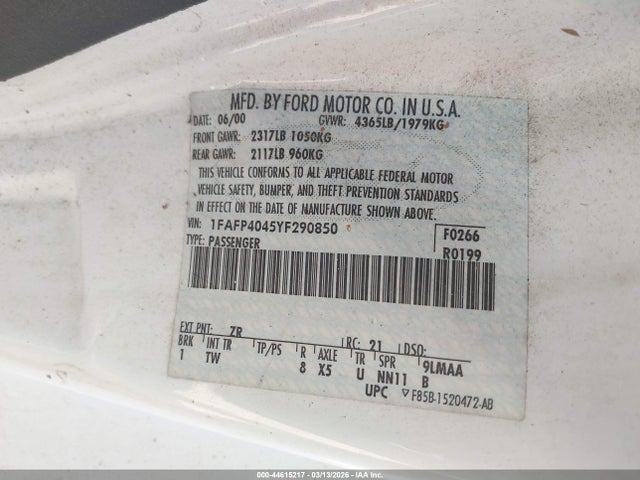 MFD. BY FORD MOTOR CO. IN U.S.A.
DATE: 06/00 GVWR: 4365LB/1979KG
FRONT GAWR: 2317LB 1050KG
REAR GAWR: 2117LB 960KG
THIS VEHICLE CONFORMS TO ALL APPLICABLE FEDERAL MOTOR
VEHICLE SAFETY, BUMPER, AND THEFT PREVENTION STANDARDS
IN EFFECT ON THE DATE OF MANUFACTURE SHOWN ABOVE.
VIN: 1FAFP4045YF290850 F0266
TYPE: PASSENGER R0199
EXT PNT: ZR RC: 21 DSO:
BRK INT TR TP/PS R AXLE TR SPR 9LMAA
1 TW 8 X5 U NN11 B
UPC ▽F85B-1520472-AB
000-44615217 - 03/13/2026 - IAA Inc.